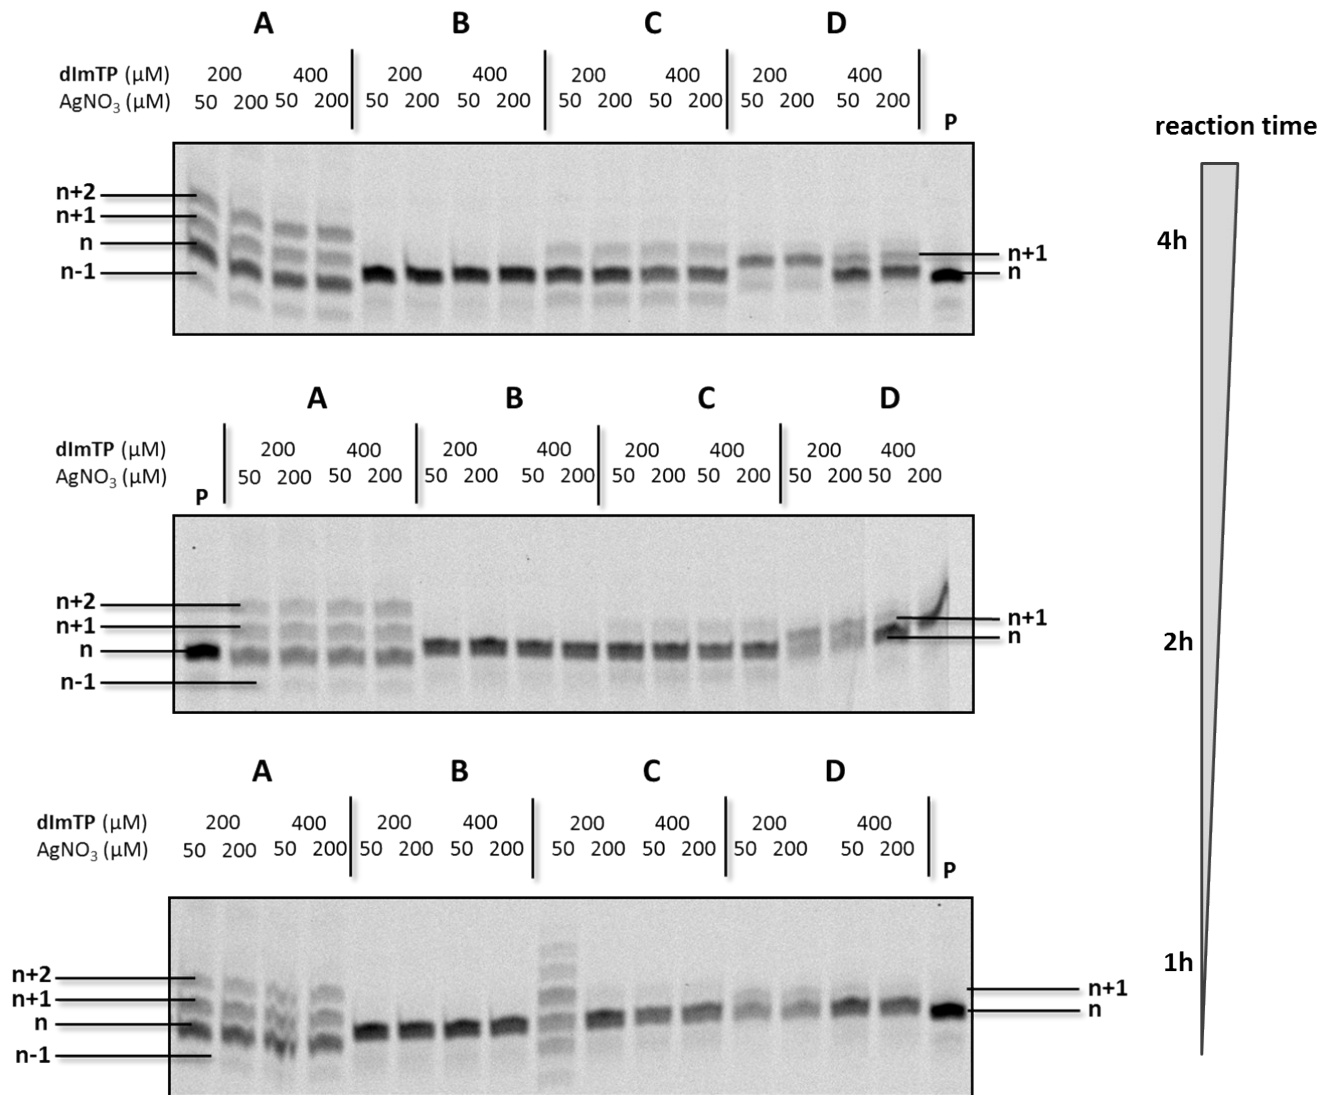 A B C D
dImTP (µM) 200 400 200 400 200 400 200 400
AgNO3 (µM) 50 200 50 200 50 200 50 200 50 200 50 200 50 200 50 200
P
reaction time
n+2
n+1
n
n-1
n+1
n
4h
A B C D
dImTP (µM) 200 400 200 400 200 400 200 400
AgNO3 (µM) 50 200 50 200 50 200 50 200 50 200 50 200 50 200 50 200
P
n+2
n+1
n
n-1
n+1
n
2h
A B C D
dImTP (µM) 200 400 200 400 200 400 200 400
AgNO3 (µM) 50 200 50 200 50 200 50 200 50 200 50 200 50 200 50 200
P
1h
n+2
n+1
n
n-1
n+1
n